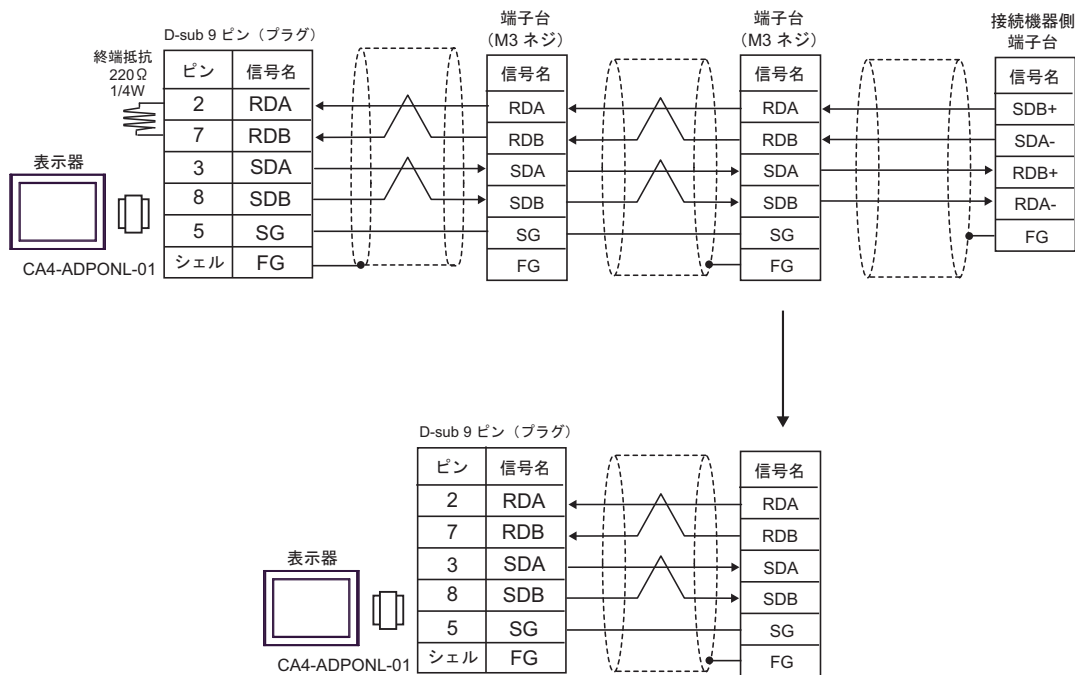 D-sub 9 ピン（プラグ）
端子台
（M3 ネジ）
端子台
（M3 ネジ）
接続機器側
端子台
終端抵抗
220Ω
1/4W
ピン 信号名
2 RDA
7 RDB
3 SDA
8 SDB
5 SG
シェル FG
表示器
CA4-ADPONL-01
信号名
RDA
RDB
SDA
SDB
SG
FG
信号名
RDA
RDB
SDA
SDB
SG
FG
信号名
SDB+
SDA-
RDB+
RDA-
FG
D-sub 9 ピン（プラグ）
ピン 信号名
2 RDA
7 RDB
3 SDA
8 SDB
5 SG
シェル FG
表示器
CA4-ADPONL-01
信号名
RDA
RDB
SDA
SDB
SG
FG